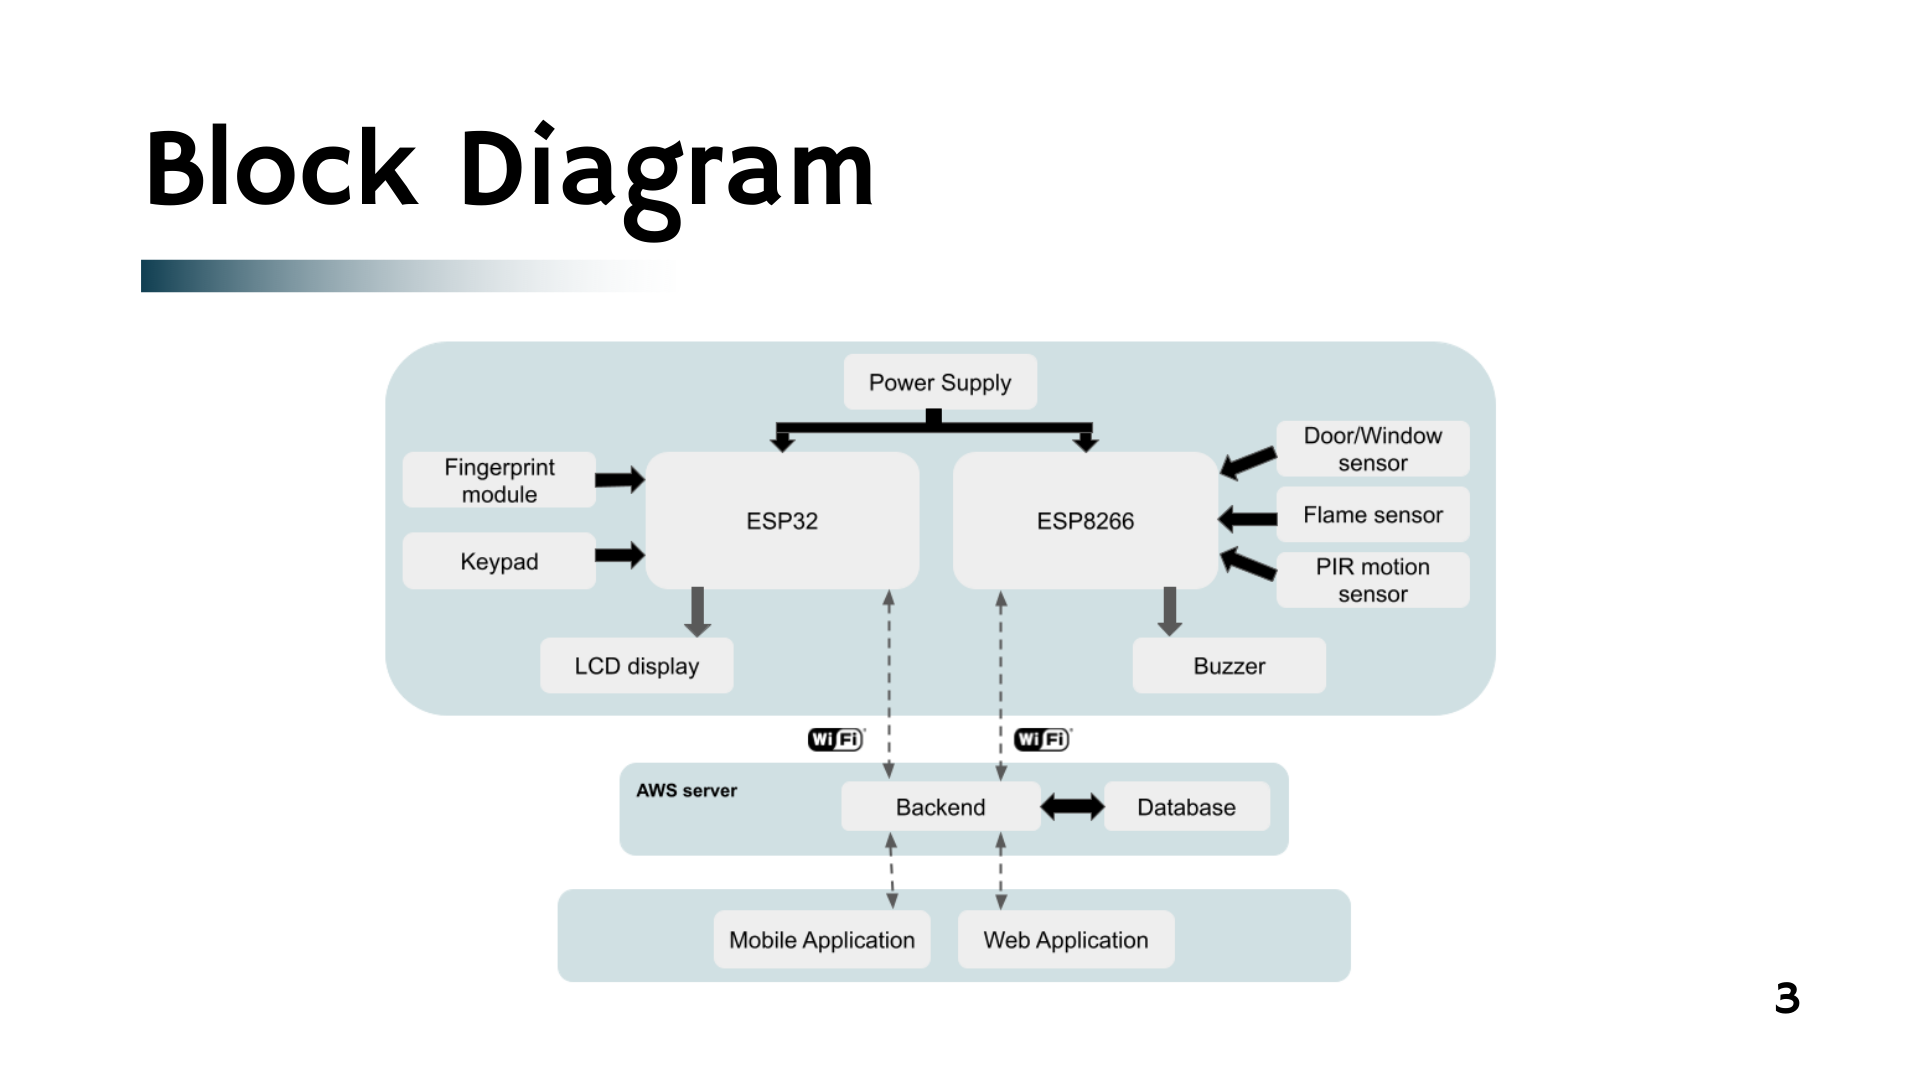 Block Diagram
Power Supply
Fingerprint
module
Keypad
ESP32
ESP8266
Door/Window
sensor
Flame sensor
PIR motion
sensor
LCD display
Buzzer
WiFi
WiFi
AWS server
Backend
Database
Mobile Application
Web Application
3